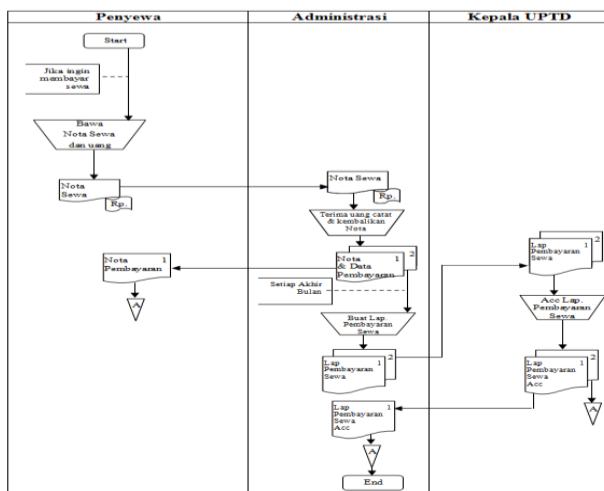 Penyewa
Administrasi
Kepala UPTD
Start
Jika ingin
membayar
sewa
Bawa
Nota Sewa
dan uang
Nota
Sewa
Rp.
Nota Sewa
Rp.
Terima uang catat
& kembalikan
Nota
Nota 1
Pembayaran
A
2
Nota 1
& Data
Pembayaran
Setiap Akhir
Bulan
Buat Lap.
Pembayaran
Sewa
2
Lap 1
Pembayaran
Sewa
2
Lap 1
Pembayaran
Sewa
Acc Lap.
Pembayaran
Sewa
2
Lap 1
Pembayaran
Sewa
Acc
A
Lap 1
Pembayaran
Sewa
Acc
A
End